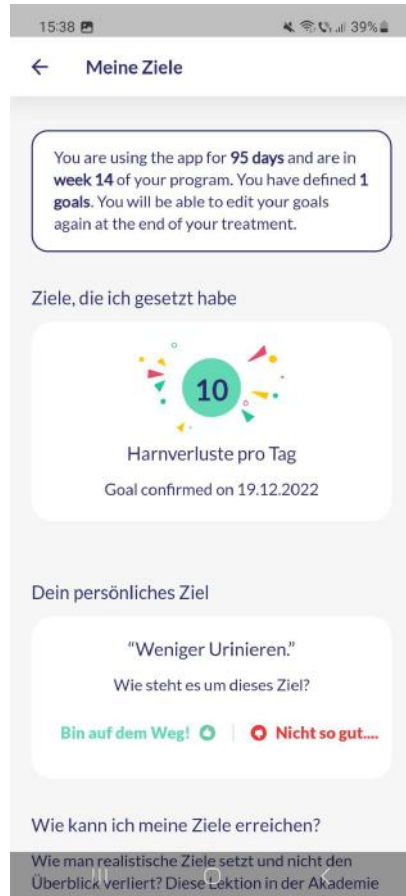 15:38 39%
Meine Ziele
You are using the app for 95 days and are in
week 14 of your program. You have defined 1
goals. You will be able to edit your goals
again at the end of your treatment.
Ziele, die ich gesetzt habe
10
Harnverluste pro Tag
Goal confirmed on 19.12.2022
Dein persönliches Ziel
“Weniger Urinieren.”
Wie steht es um dieses Ziel?
Bin auf dem Weg! Nicht so gut....
Wie kann ich meine Ziele erreichen?
Wie man realistische Ziele setzt und nicht den
Überblick verliert? Diese Lektion in der Akademie